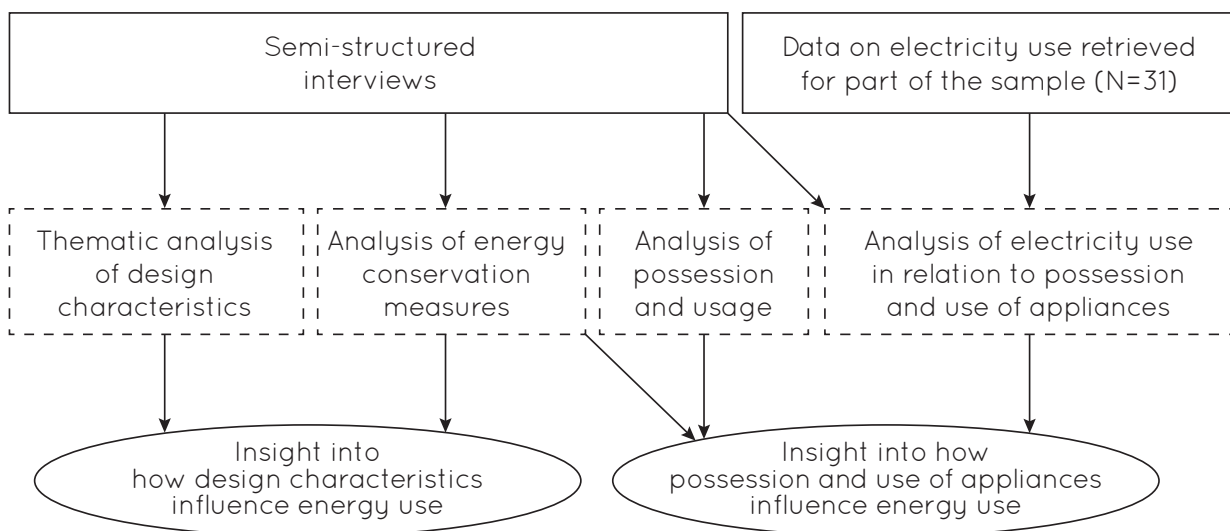 Semi-structured
interviews
Data on electricity use retrieved
for part of the sample (N=31)
Thematic analysis
of design
characteristics
Analysis of energy
conservation
measures
Analysis of
possession
and usage
Analysis of electricity use
in relation to possession
and use of appliances
Insight into
how design characteristics
influence energy use
Insight into how
possession and use of appliances
influence energy use